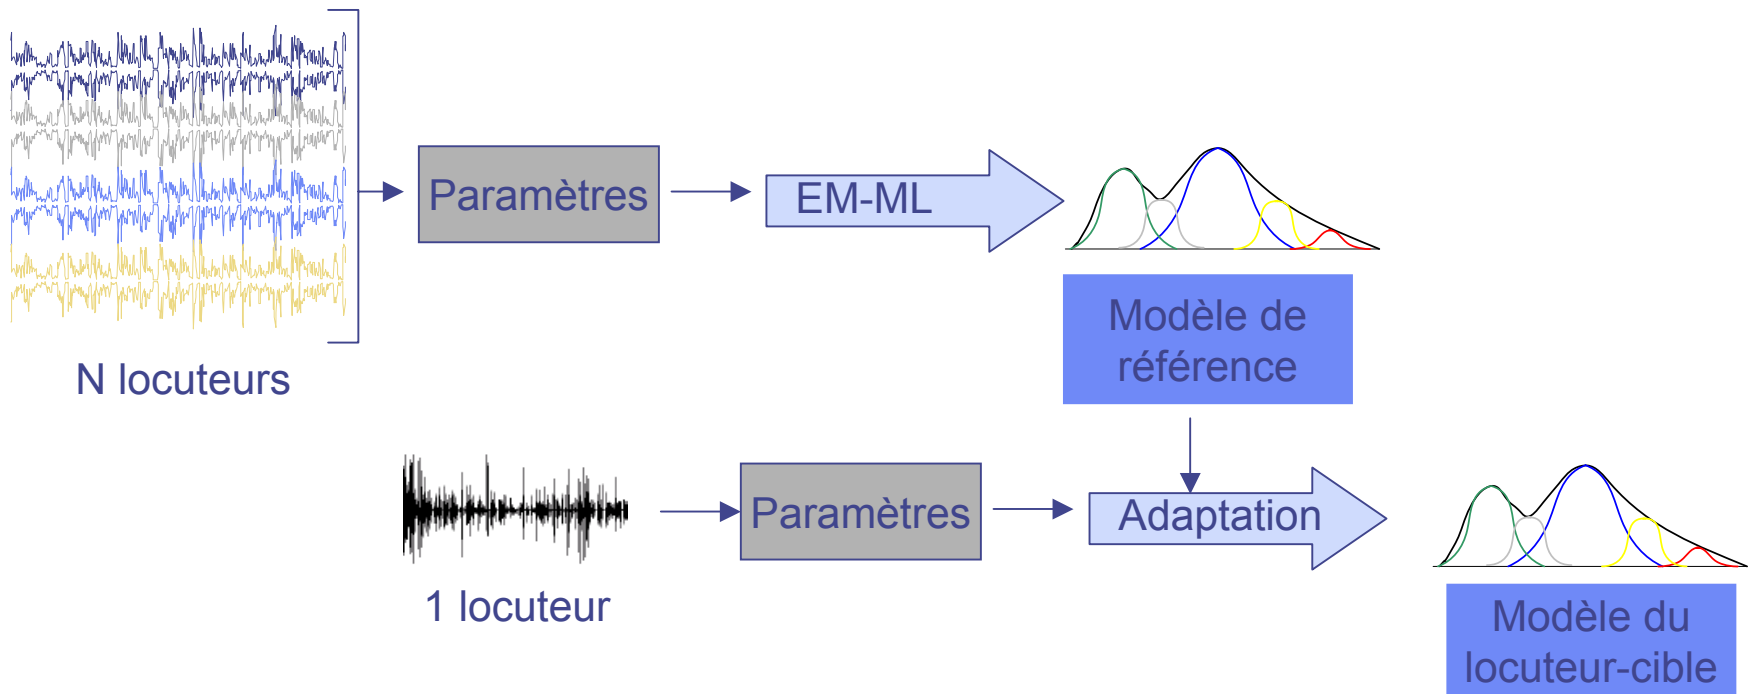 Paramètres
EM-ML
Modèle de
référence
N locuteurs
Paramètres
Adaptation
1 locuteur
Modèle du
locuteur-cible